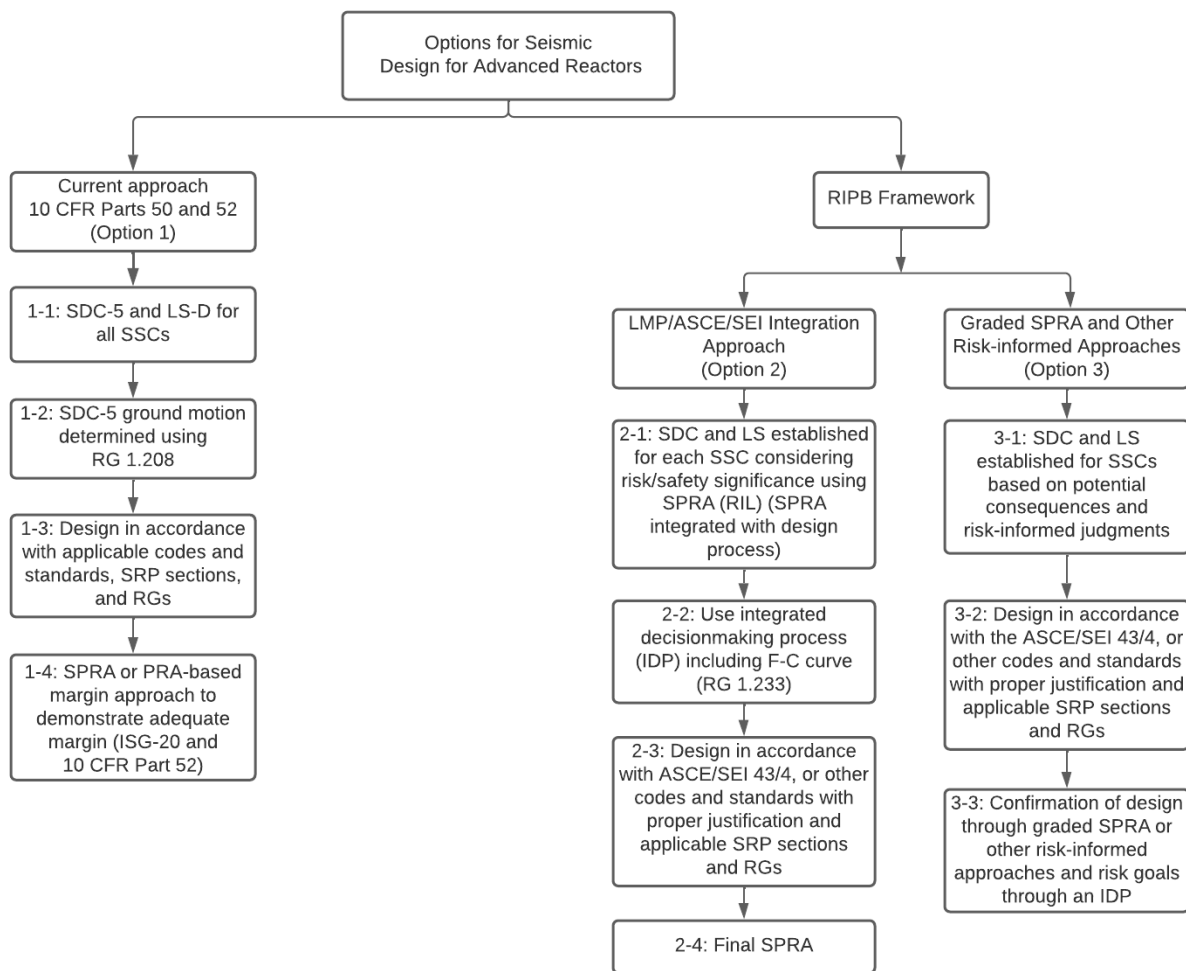 Options for Seismic
Design for Advanced Reactors
Current approach
10 CFR Parts 50 and 52
(Option 1)
1-1: SDC-5 and LS-D for
all SSCs
1-2: SDC-5 ground motion
determined using
RG 1.208
1-3: Design in accordance
with applicable codes and
standards, SRP sections,
and RGs
1-4: SPRA or PRA-based
margin approach to
demonstrate adequate
margin (ISG-20 and
10 CFR Part 52)
RIPB Framework
LMP/ASCE/SEI Integration
Approach
(Option 2)
2-1: SDC and LS established
for each SSC considering
risk/safety significance using
SPRA (RIL) (SPRA
integrated with design
process)
2-2: Use integrated
decisionmaking process
(IDP) including F-C curve
(RG 1.233)
2-3: Design in accordance
with ASCE/SEI 43/4, or other
codes and standards with
proper justification and
applicable SRP sections
and RGs
2-4: Final SPRA
Graded SPRA and Other
Risk-informed Approaches
(Option 3)
3-1: SDC and LS
established for SSCs
based on potential
consequences and
risk-informed judgments
3-2: Design in accordance
with the ASCE/SEI 43/4, or
other codes and standards
with proper justification and
applicable SRP sections
and RGs
3-3: Confirmation of design
through graded SPRA or
other risk-informed
approaches and risk goals
through an IDP